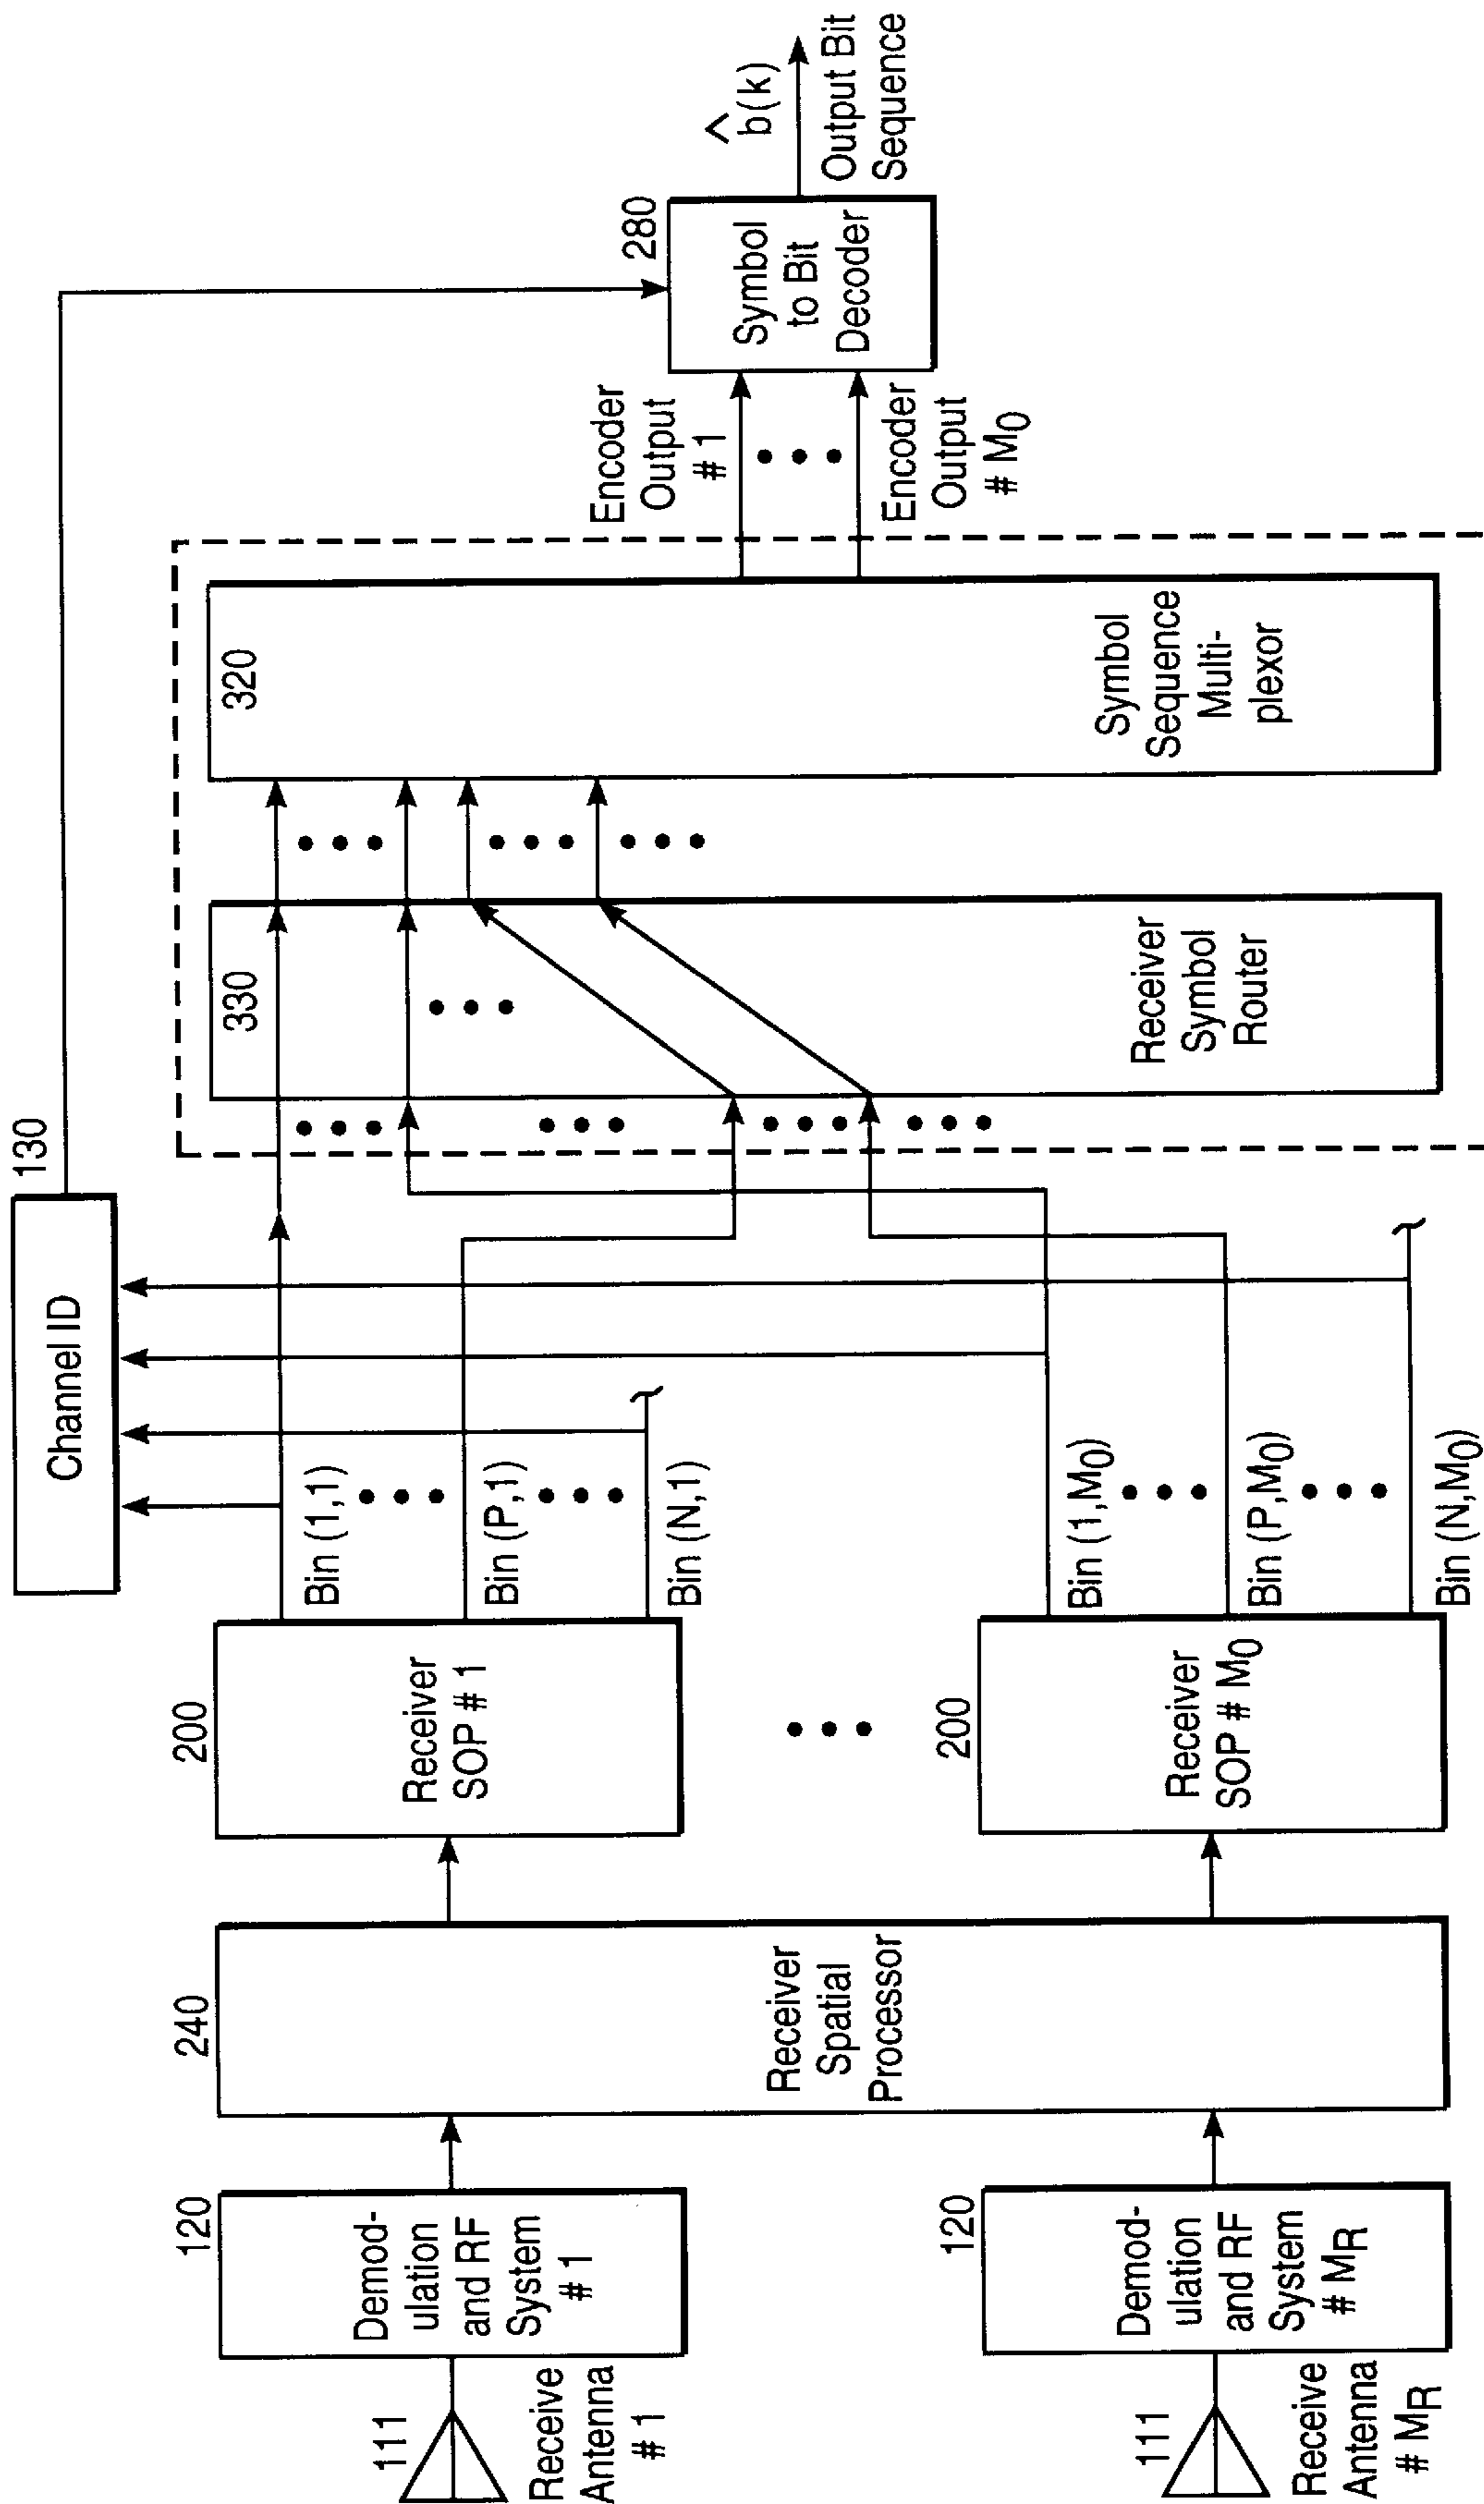 130
Channel ID
111
Receive
Antenna
# 1
120
Demod-
ulation
and RF
System
# 1
240
Receiver
Spatial
Processor
200
Receiver
SOP # 1
Bin (1,1)
Bin (P,1)
Bin (N,1)
330
Receiver
Symbol
Router
320
Symbol
Sequence
Multi-
plexor
Encoder
Output
# 1
Encoder
Output
# M0
280
Symbol
to Bit
Decoder
^
b(k)
Output Bit
Sequence
111
Receive
Antenna
# MR
120
Demod-
ulation
and RF
System
# MR
200
Receiver
SOP # M0
Bin (1,M0)
Bin (P,M0)
Bin (N,M0)